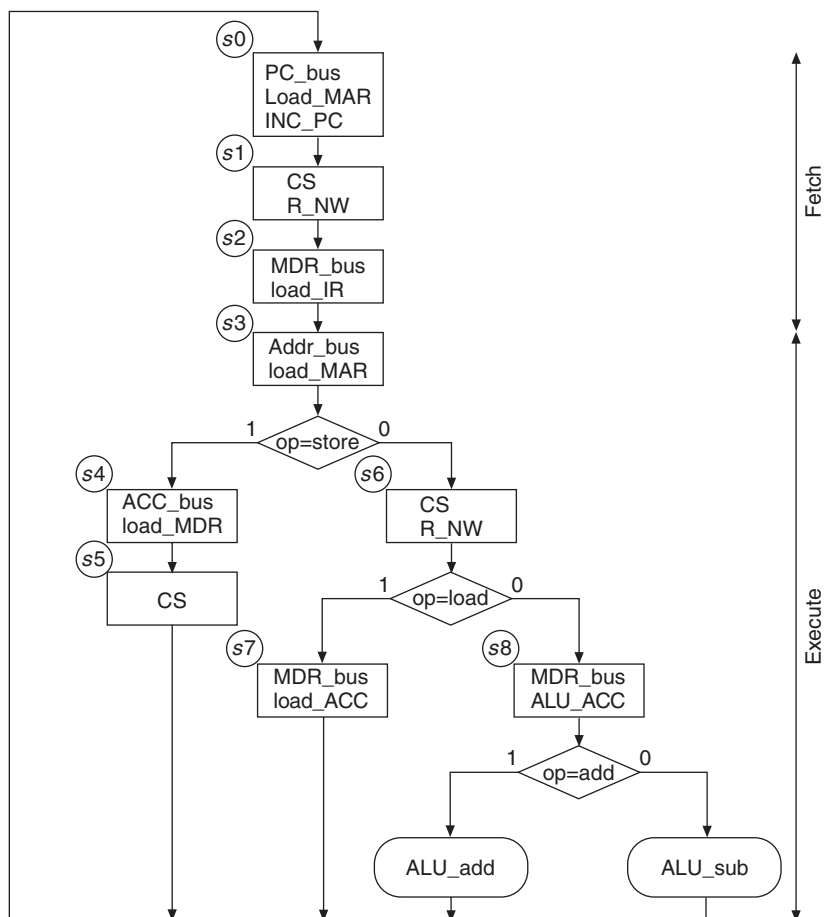 s0
PC_bus
Load_MAR
INC_PC
s1
CS
R_NW
s2
MDR_bus
load_IR
s3
Addr_bus
load_MAR
Fetch
1
op=store
0
s4
ACC_bus
load_MDR
s5
CS
s6
CS
R_NW
1
op=load
0
s7
MDR_bus
load_ACC
s8
MDR_bus
ALU_ACC
1
op=add
0
ALU_add
ALU_sub
Execute